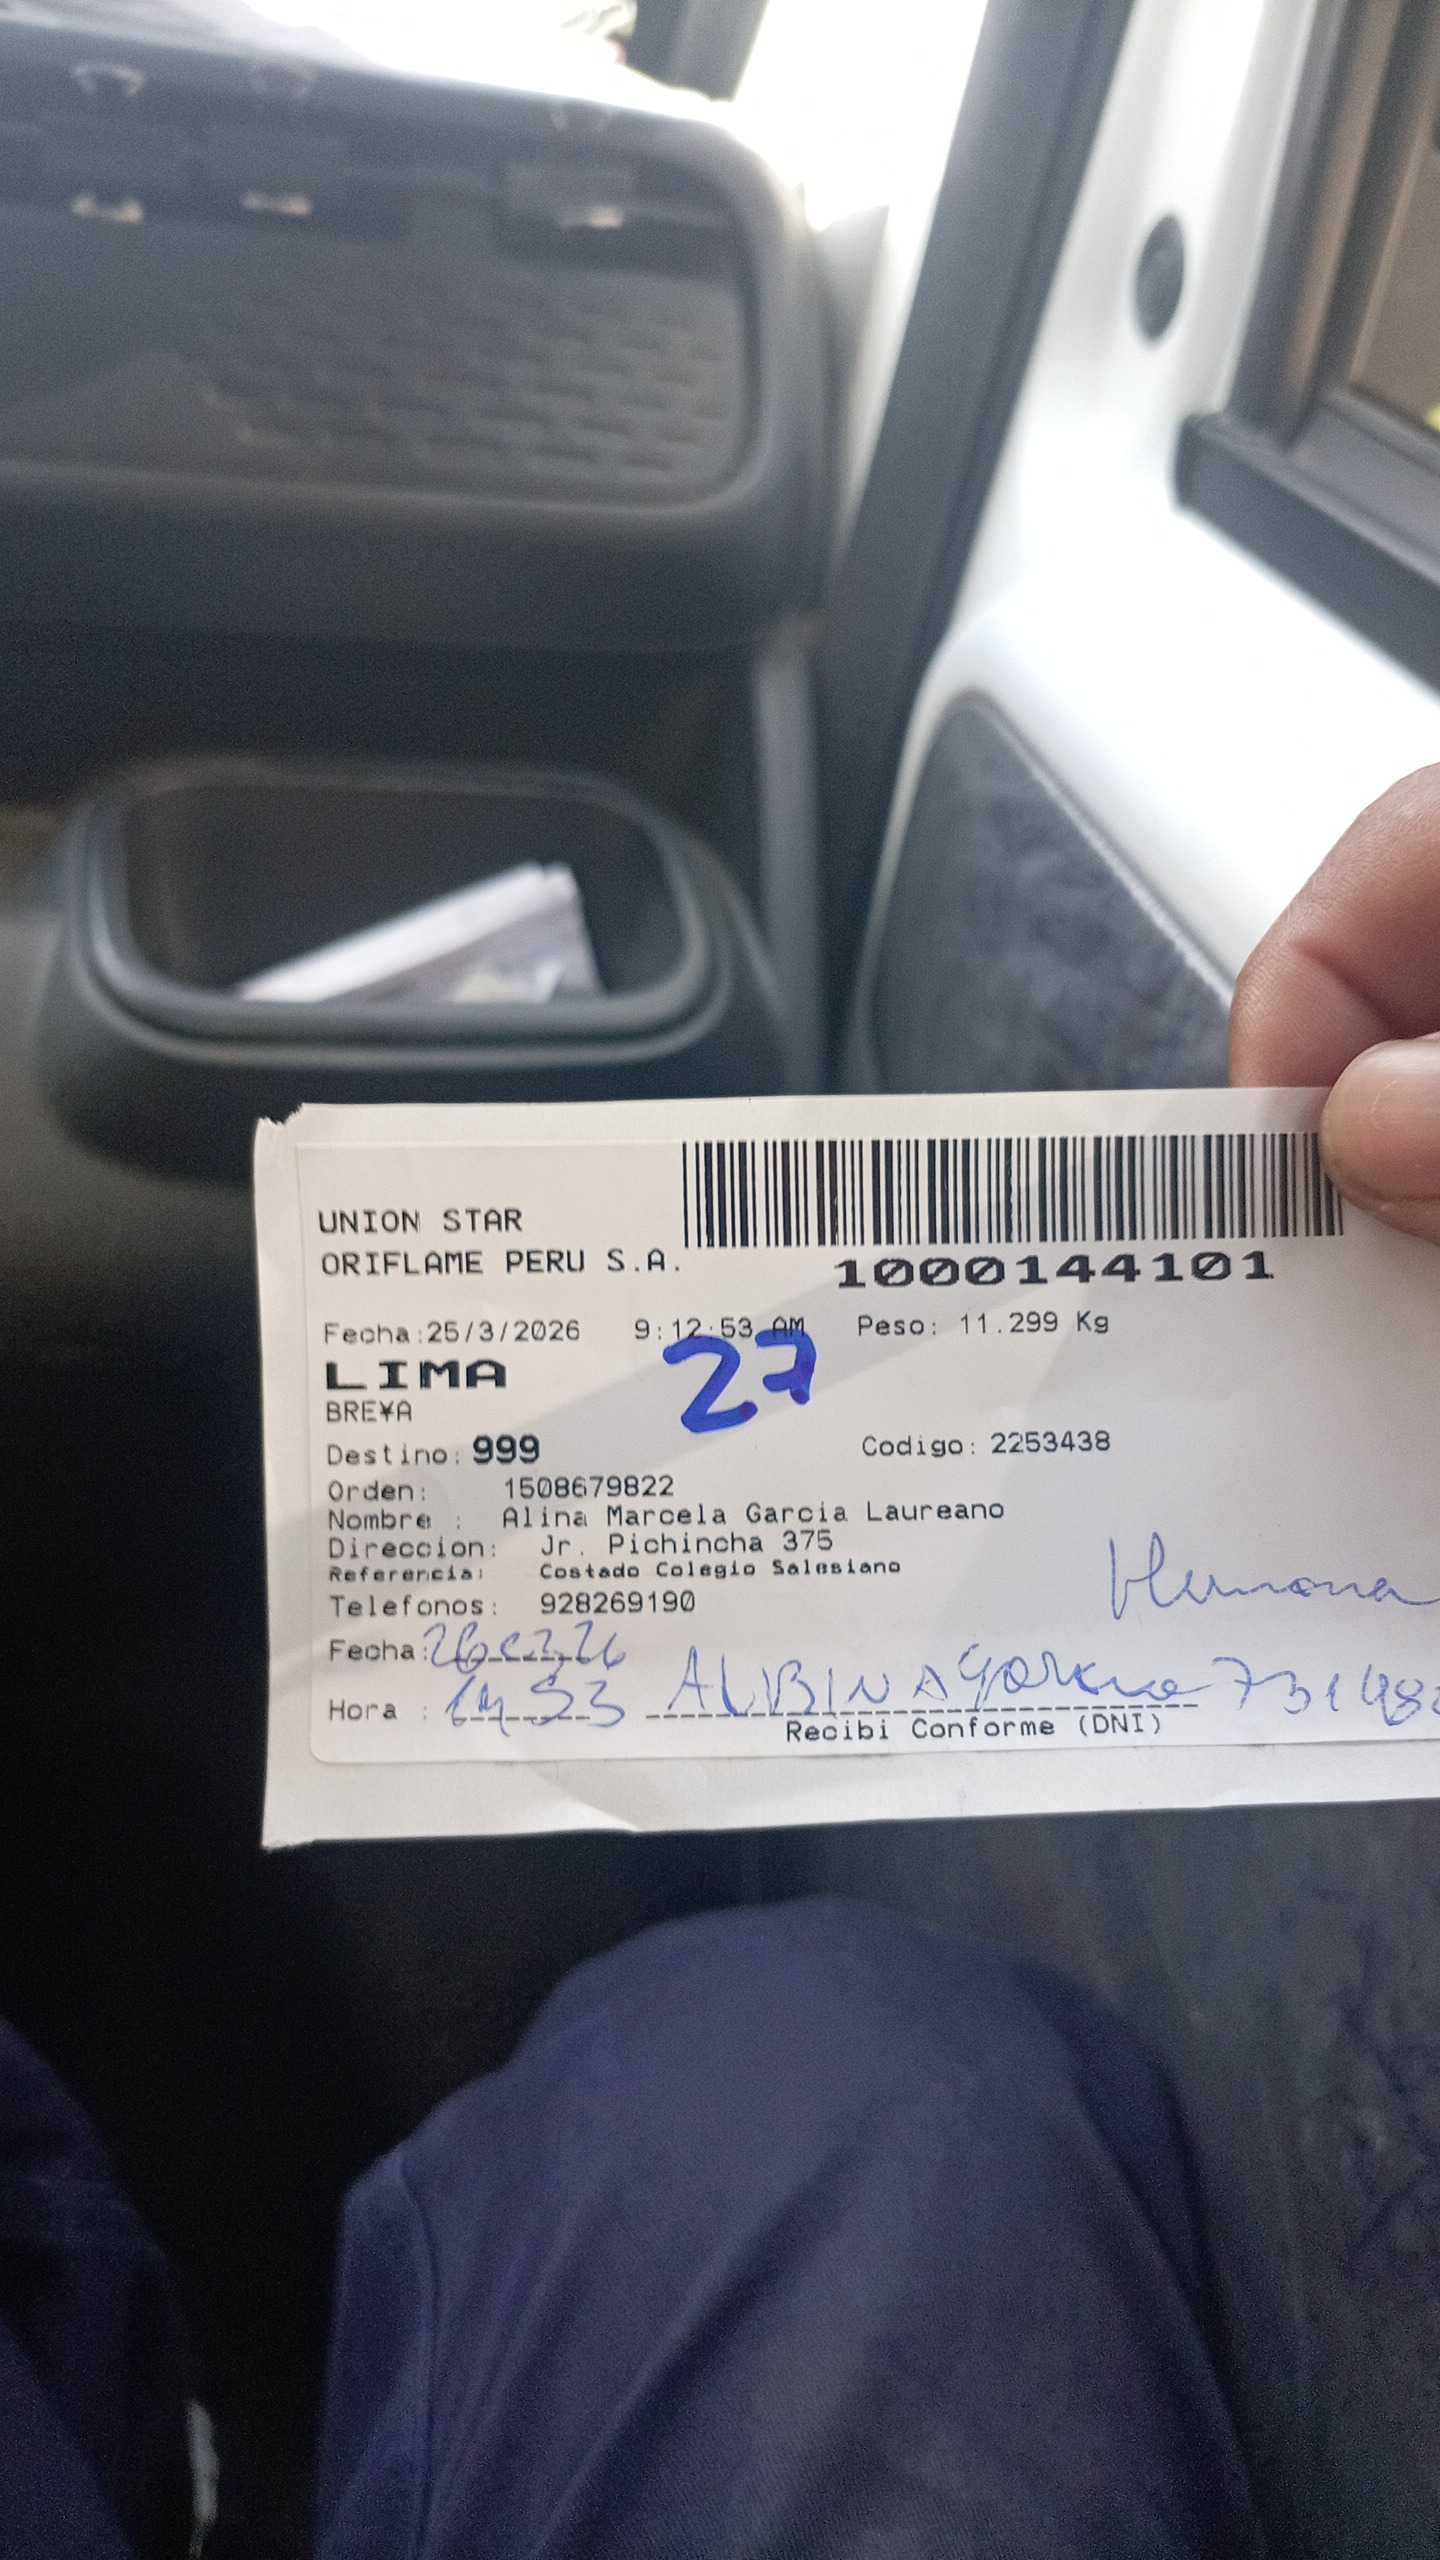 UNION STAR
ORIFLAME PERU S.A.
1000144101
Fecha:25/3/2026 9:12:53 AM Peso: 11.299 Kg
27
LIMA
BRE¥A
Destino: 999 Codigo: 2253438
Orden: 1508679822
Nombre : Alina Marcela Garcia Laureano
Direccion: Jr. Pichincha 375
Referencia: Costado Colegio Salesiano
Telefonos: 928269190
Fecha:
Hora : ALBINA
Recibi Conforme (DNI)